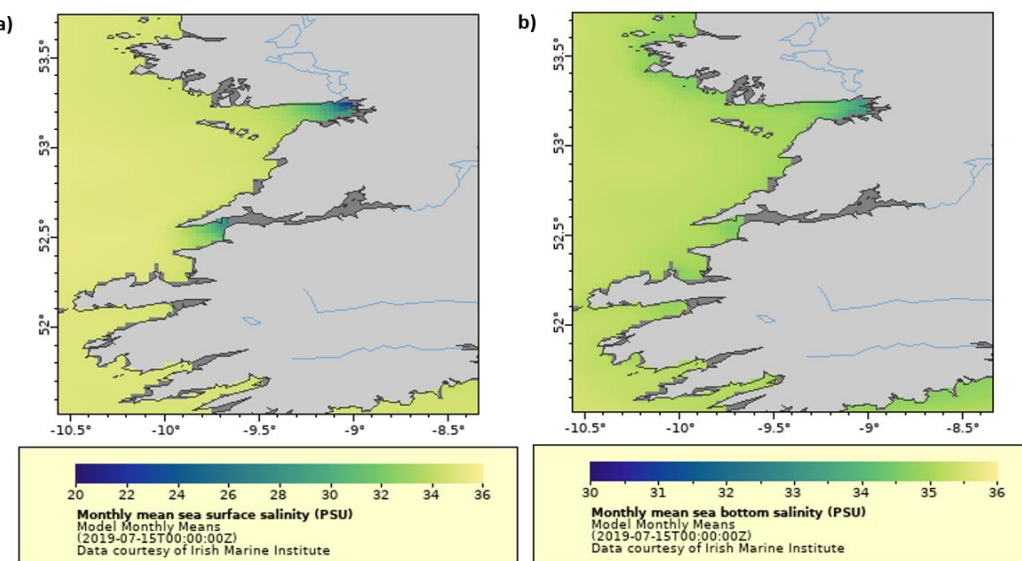 a)
53.5°
53°
52.5°
52°
-10.5° -10° -9.5° -9° -8.5°
20 22 24 26 28 30 32 34 36
Monthly mean sea surface salinity (PSU)
Model Monthly Means
(2019-07-15T00:00:00Z)
Data courtesy of Irish Marine Institute
b)
53.5°
53°
52.5°
52°
-10.5° -10° -9.5° -9° -8.5°
30 31 32 33 34 35 36
Monthly mean sea bottom salinity (PSU)
Model Monthly Means
(2019-07-15T00:00:00Z)
Data courtesy of Irish Marine Institute